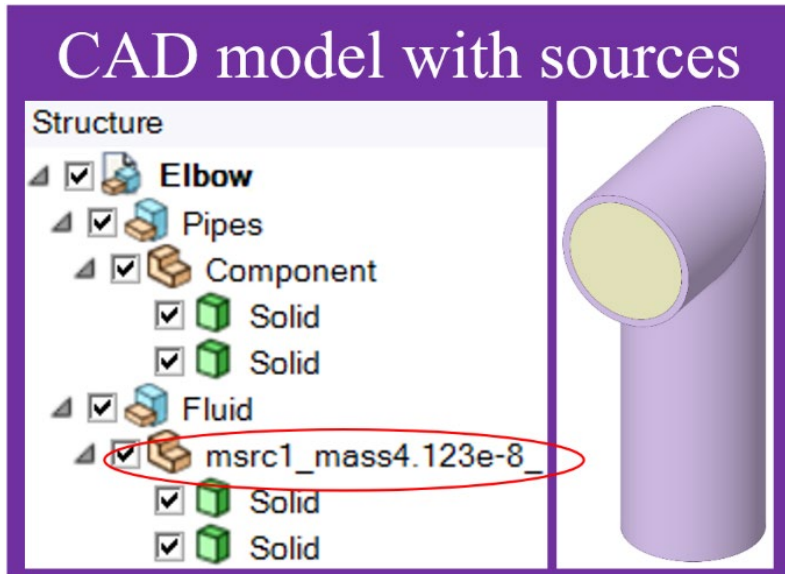 CAD model with sources
Structure
Elbow
Pipes
Component
Solid
Solid
Fluid
msrc1_mass4.123e-8_
Solid
Solid